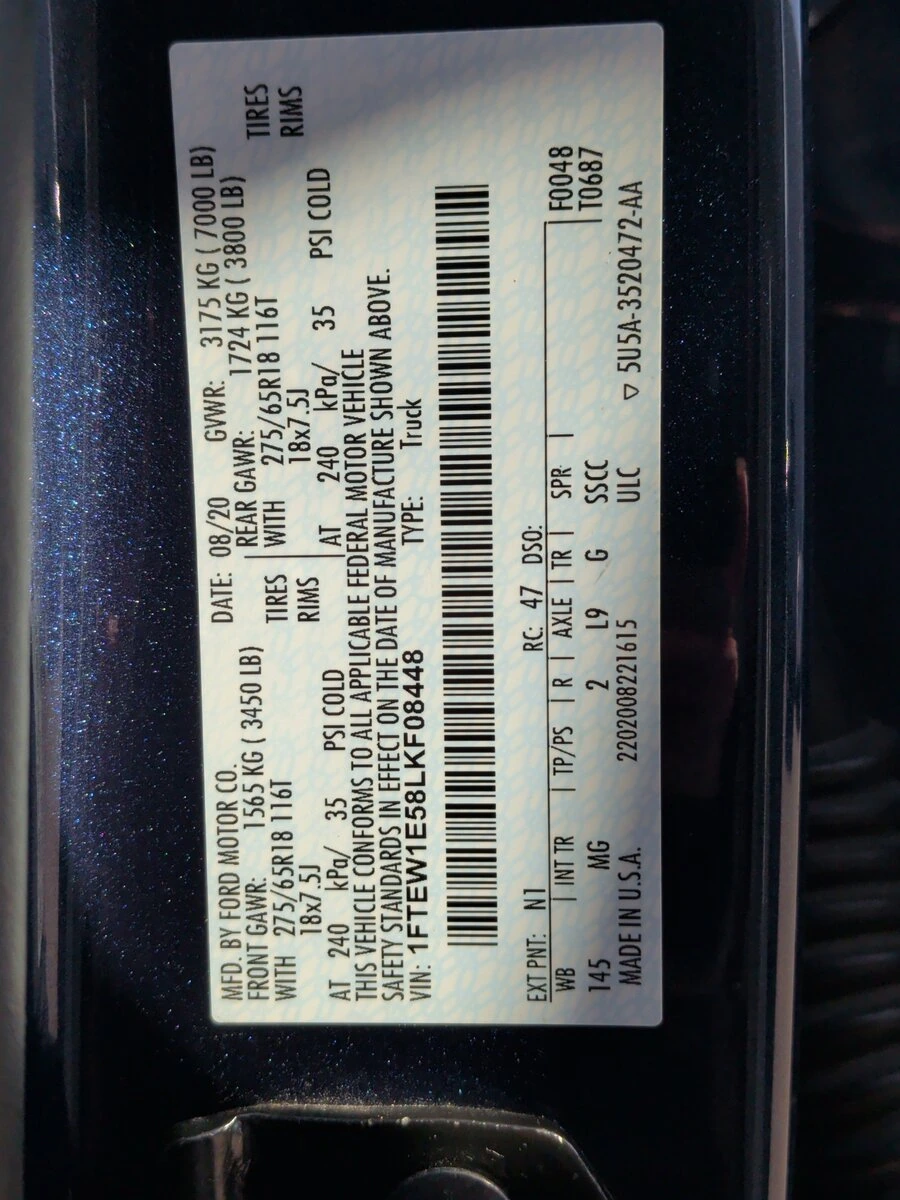 MFD. BY FORD MOTOR CO. DATE: 08/20 GVWR: 3175 KG ( 7000 LB)
FRONT GAWR: 1565 KG ( 3450 LB) REAR GAWR: 1724 KG ( 3800 LB)
WITH 275/65R18 116T TIRES WITH 275/65R18 116T TIRES
18x7.5J RIMS 18x7.5J RIMS
AT 240 kPa/ 35 PSI COLD AT 240 kPa/ 35 PSI COLD
THIS VEHICLE CONFORMS TO ALL APPLICABLE FEDERAL MOTOR VEHICLE
SAFETY STANDARDS IN EFFECT ON THE DATE OF MANUFACTURE SHOWN ABOVE.
VIN: 1FTEW1E58LKF08448 TYPE: Truck
EXT PNT: N1 RC: 47 DSO: F0048
WB INT TR TP/PS R AXLE TR SPR T0687
145 MG 2 L9 G SSCC
MADE IN U.S.A. 2202008221615 ULC ▽ 5U5A-3520472-AA